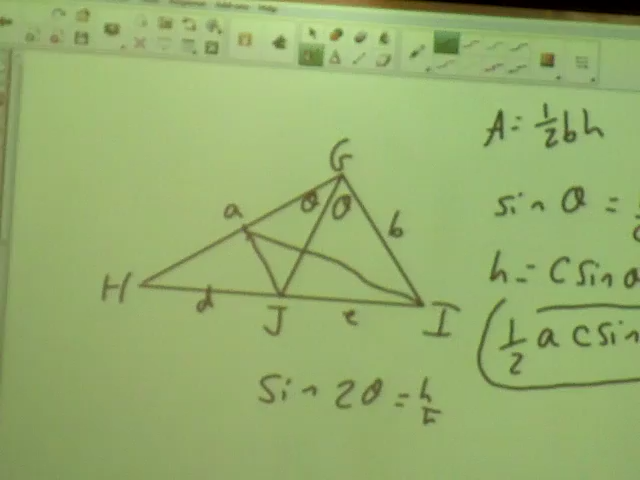 A = ½bh
G
θ θ
a
b
sin θ =
H
d
J
e
I
h = c sin
½ a c sin
sin 2θ = h